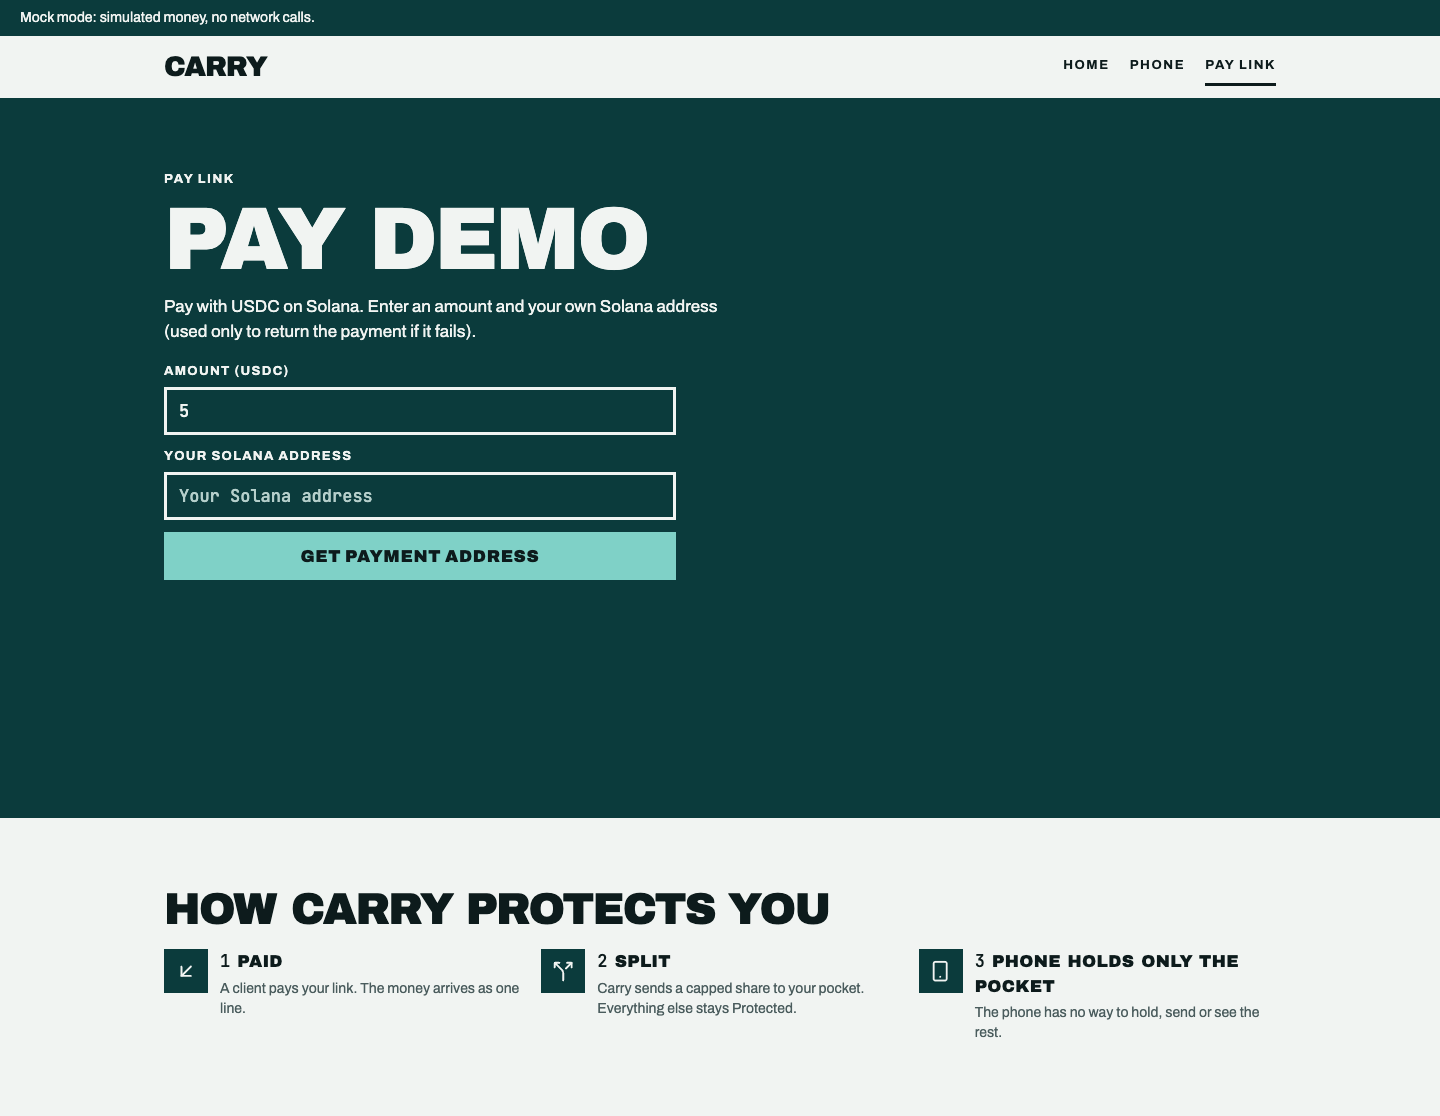 Mock mode: simulated money, no network calls.
CARRY
HOME PHONE PAY LINK
PAY LINK
PAY DEMO
Pay with USDC on Solana. Enter an amount and your own Solana address
(used only to return the payment if it fails).
AMOUNT (USDC)
5
YOUR SOLANA ADDRESS
Your Solana address
GET PAYMENT ADDRESS
HOW CARRY PROTECTS YOU
1 PAID
A client pays your link. The money arrives as one
line.
2 SPLIT
Carry sends a capped share to your pocket.
Everything else stays Protected.
3 PHONE HOLDS ONLY THE
POCKET
The phone has no way to hold, send or see the
rest.